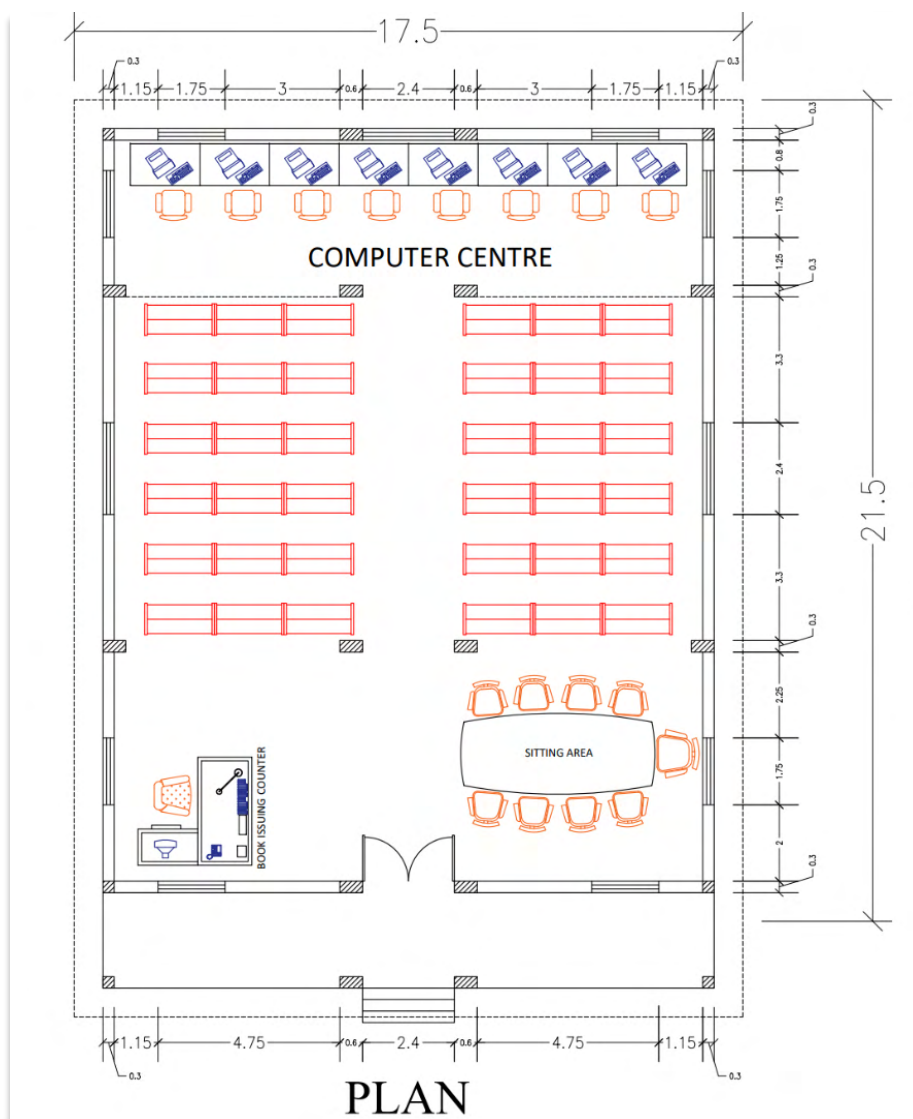 17.5
0.3 0.3
1.15 1.75 3 0.6 2.4 0.6 3 1.75 1.15
0.3
0.8
1.75
COMPUTER CENTRE
1.25
0.3
3.3
2.4
21.5
3.3
0.3
2.25
SITTING AREA
1.75
BOOK ISSUING COUNTER
2
0.3
1.15 4.75 0.6 2.4 0.6 4.75 1.15
0.3 0.3
PLAN